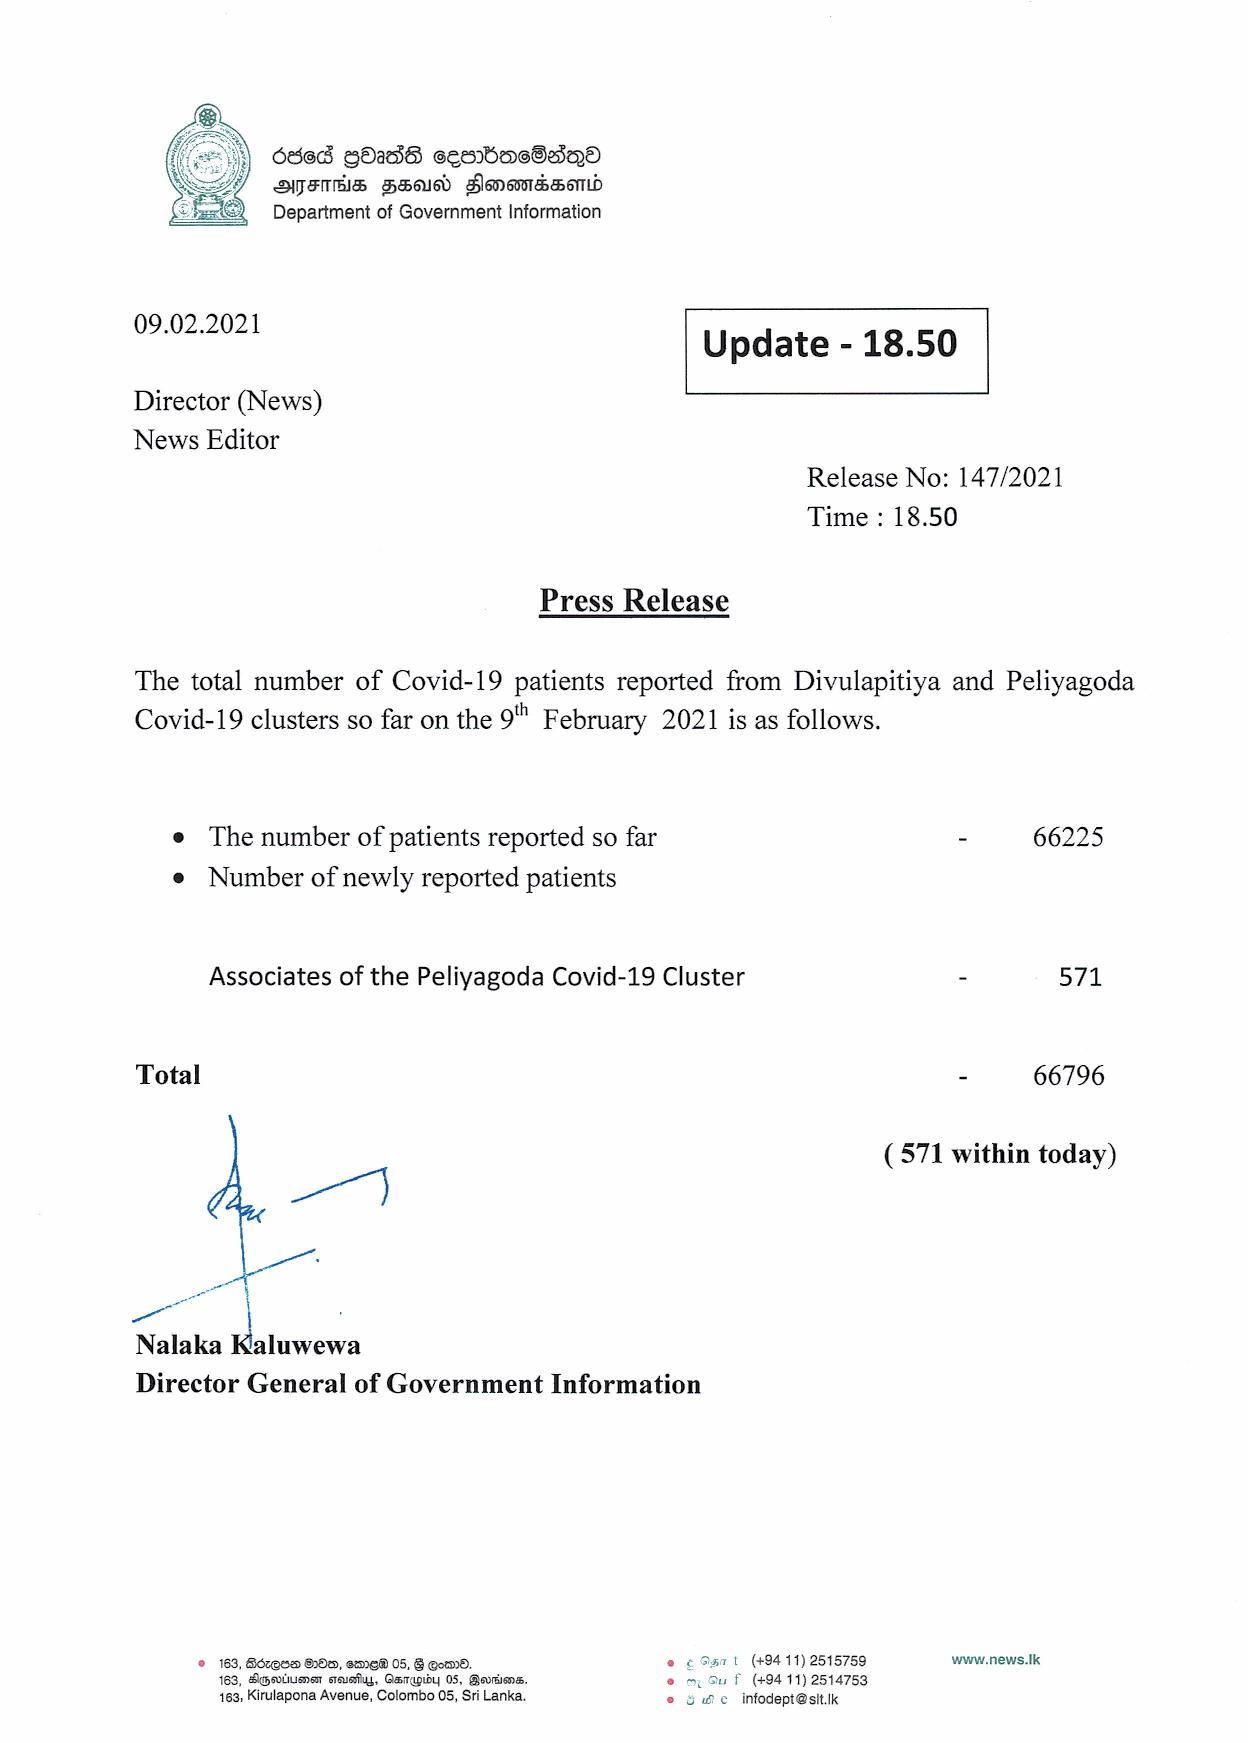 රජයේ ප්‍රවෘත්ති දෙපාර්තමේන්තුව
அரசாங்க தகவல் திணைக்களம்
Department of Government Information
09.02.2021
Update - 18.50
Director (News)
News Editor
Release No: 147/2021
Time : 18.50
Press Release
The total number of Covid-19 patients reported from Divulapitiya and Peliyagoda
Covid-19 clusters so far on the 9th February 2021 is as follows.
• The number of patients reported so far - 66225
• Number of newly reported patients
Associates of the Peliyagoda Covid-19 Cluster - 571
Total - 66796
( 571 within today)
Nalaka Kaluwewa
Director General of Government Information
163, කිරුලපන මාවත, කොළඹ 05, ශ්‍රී ලංකාව.
163, கிருலப்பனை எவனியூ, கொழும்பு 05, இலங்கை.
163, Kirulapona Avenue, Colombo 05, Sri Lanka.
දු தொ t (+94 11) 2515759
ෆැ பெ f (+94 11) 2514753
ඊ மி e infodept@slt.lk
www.news.lk